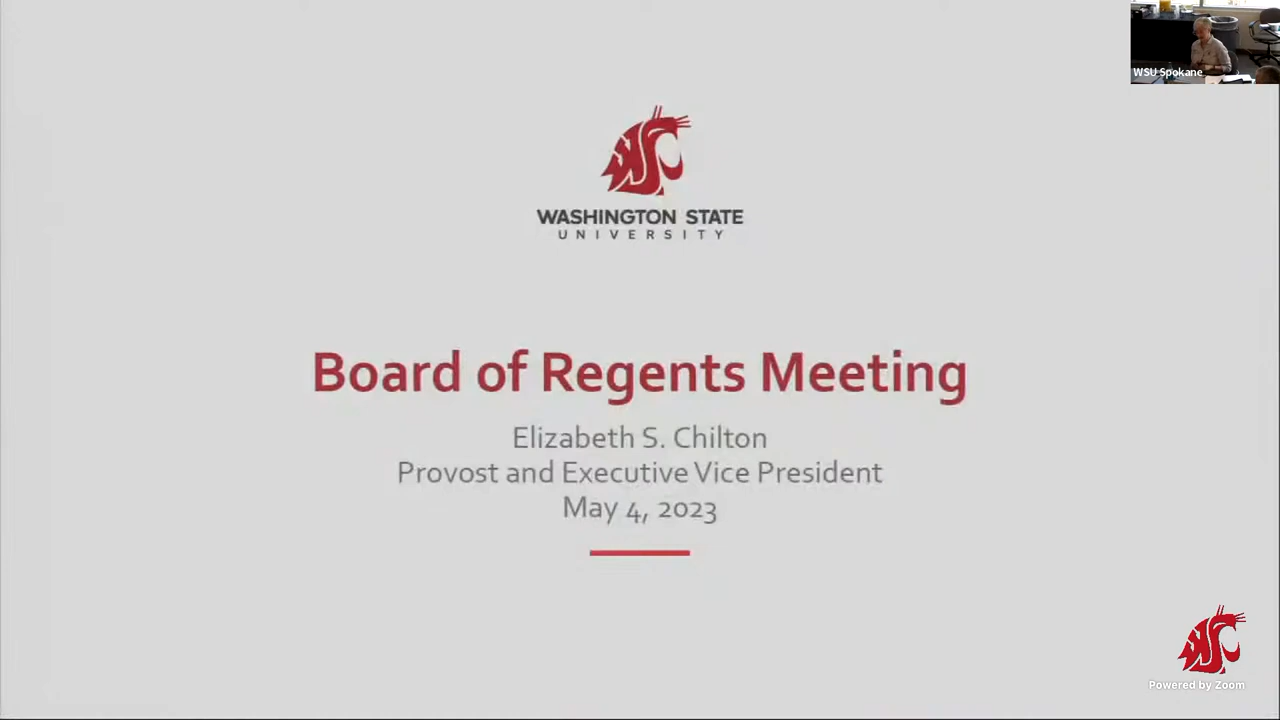 WSU Spokane
WASHINGTON STATE
UNIVERSITY
Board of Regents Meeting
Elizabeth S. Chilton
Provost and Executive Vice President
May 4, 2023
Powered by Zoom